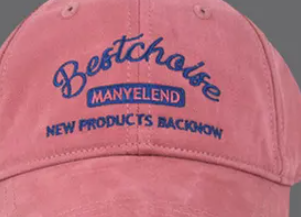 Bestchoise
MANYELEND
NEW PRODUCTS BACKNOW